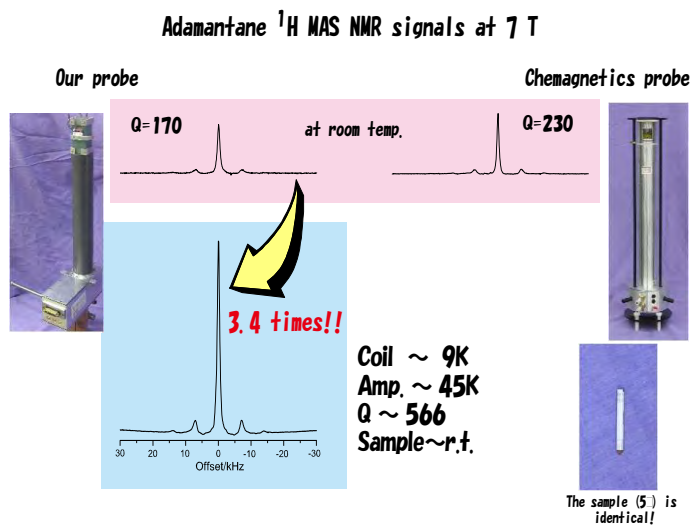 Adamantane ¹H MAS NMR signals at 7 T
Our probe
Chemagnetics probe
Q=170
at room temp.
Q=230
3.4 times!!
Coil ～ 9K
Amp. ～ 45K
Q ～ 566
Sample～r.t.
30 20 10 0 -10 -20 -30
Offset/kHz
The sample (5□) is
identical!